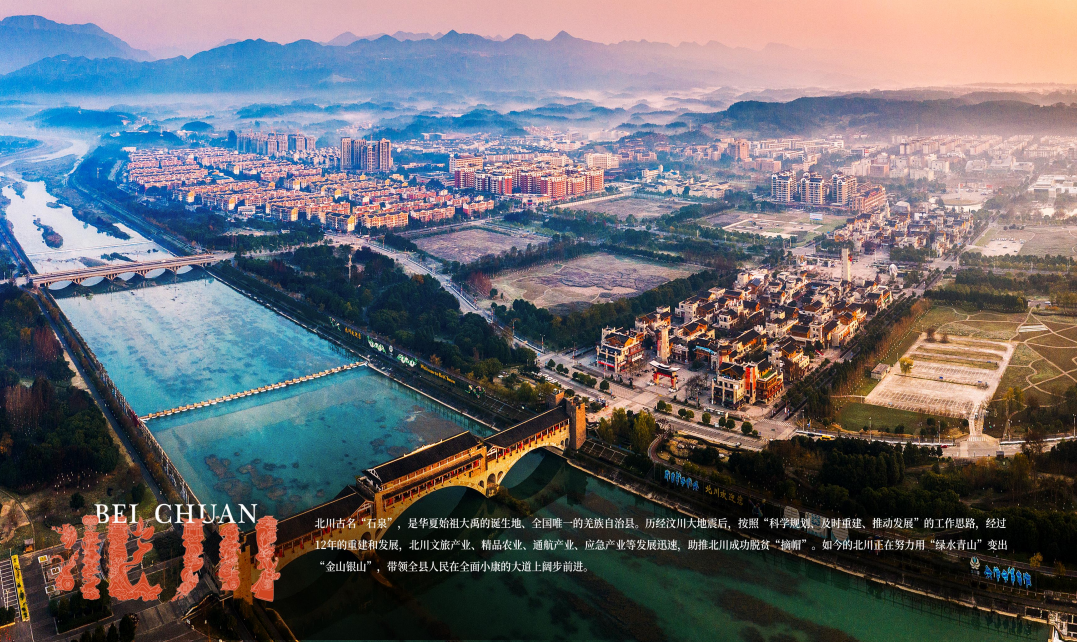 BEI CHUAN
北川
北川古名“石泉”，是华夏始祖大禹的诞生地、全国唯一的羌族自治县。历经汶川大地震后，按照“科学规划、及时重建、推动发展”的工作思路，经过
12年的重建和发展，北川文旅产业、精品农业、通航产业、应急产业等发展迅速，助推北川成功脱贫“摘帽”。如今的北川正在努力用“绿水青山”变出
“金山银山”，带领全县人民在全面小康的大道上阔步前进。